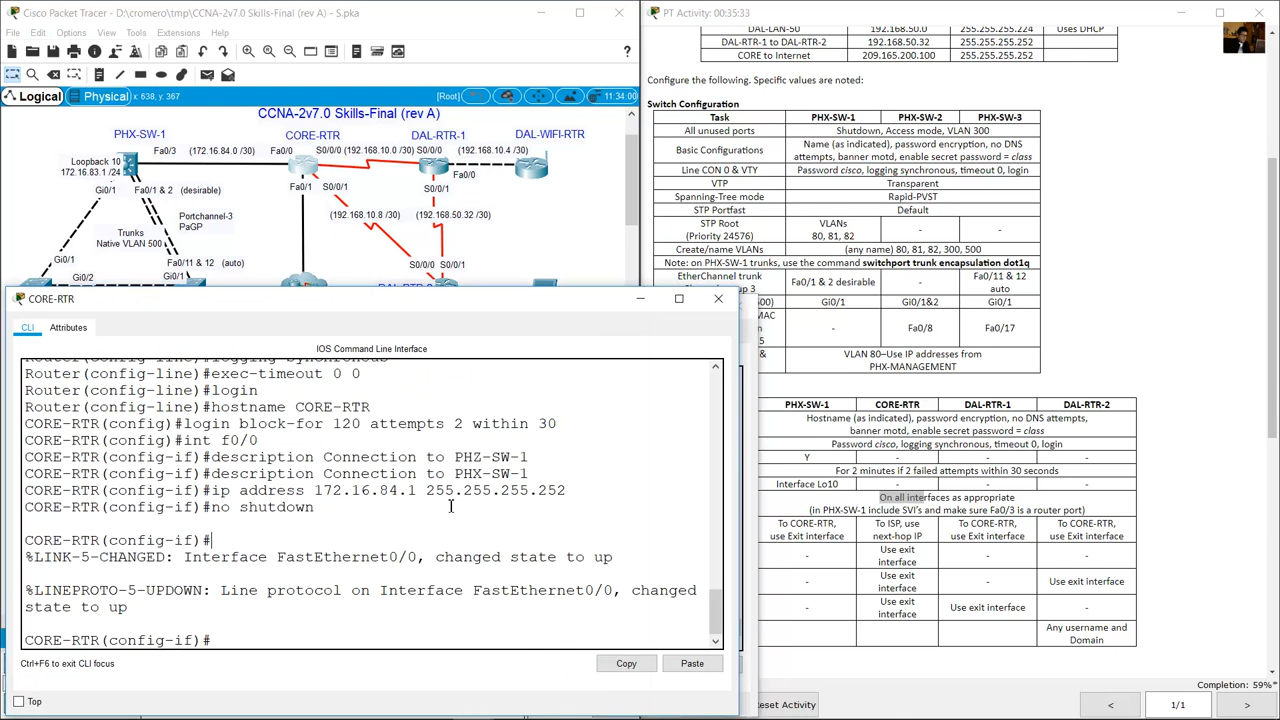 Cisco Packet Tracer - D:\cromero\tmp\CCNA-2v7.0 Skills-Final (rev A) - S.pka
File Edit Options View Tools Extensions Help
?
Logical Physical x: 638, y: 367 [Root] 11:34:00
CCNA-2v7.0 Skills-Final (rev A)
PHX-SW-1 CORE-RTR DAL-RTR-1 DAL-WIFI-RTR
Fa0/3 (172.16.84.0 /30) Fa0/0 S0/0/0 (192.168.10.0 /30) S0/0/0 (192.168.10.4 /30)
Loopback 10
172.16.83.1 /24
Fa0/0
Gi0/1 Fa0/1 & 2 (desirable) Fa0/1 S0/0/1 S0/0/1
Portchannel-3
PaGP
(192.168.10.8 /30) (192.168.50.32 /30)
Trunks
Native VLAN 500
Gi0/1 Fa0/11 & 12 (auto) S0/0/0 S0/0/1
Gi0/2 Gi0/1
CORE-RTR
CLI Attributes
IOS Command Line Interface
Router(config-line)#logging synchronous
Router(config-line)#exec-timeout 0 0
Router(config-line)#login
Router(config-line)#hostname CORE-RTR
CORE-RTR(config)#login block-for 120 attempts 2 within 30
CORE-RTR(config)#int f0/0
CORE-RTR(config-if)#description Connection to PHZ-SW-1
CORE-RTR(config-if)#description Connection to PHX-SW-1
CORE-RTR(config-if)#ip address 172.16.84.1 255.255.255.252
CORE-RTR(config-if)#no shutdown
CORE-RTR(config-if)#
%LINK-5-CHANGED: Interface FastEthernet0/0, changed state to up
%LINEPROTO-5-UPDOWN: Line protocol on Interface FastEthernet0/0, changed
state to up
CORE-RTR(config-if)#
Ctrl+F6 to exit CLI focus Copy Paste
Top
PT Activity: 00:35:33
DAL-LAN-50 192.168.50.0 255.255.255.224 Uses DHCP
DAL-RTR-1 to DAL-RTR-2 192.168.50.32 255.255.255.252
CORE to Internet 209.165.200.100 255.255.255.252
Configure the following. Specific values are noted:
Switch Configuration
Task PHX-SW-1 PHX-SW-2 PHX-SW-3
All unused ports Shutdown, Access mode, VLAN 300
Basic Configurations Name (as indicated), password encryption, no DNS
attempts, banner motd, enable secret password = class
Line CON 0 & VTY Password cisco, logging synchronous, timeout 0, login
VTP Transparent
Spanning-Tree mode Rapid-PVST
STP Portfast Default
STP Root
(Priority 24576) VLANs
80, 81, 82 - -
Create/name VLANs (any name) 80, 81, 82, 300, 500
Note: on PHX-SW-1 trunks, use the command switchport trunk encapsulation dot1q
EtherChannel trunk Fa0/1 & 2 desirable - Fa0/11 & 12
auto
Gi0/1 Gi0/1&2 Gi0/1
MAC
- Fa0/8 Fa0/17
VLAN 80–Use IP addresses from
PHX-MANAGEMENT
PHX-SW-1 CORE-RTR DAL-RTR-1 DAL-RTR-2
Hostname (as indicated), password encryption, no DNS attempts,
banner motd, enable secret password = class
Password cisco, logging synchronous, timeout 0, login
Y - - -
For 2 minutes if 2 failed attempts within 30 seconds
Interface Lo10 - - -
On all interfaces as appropriate
(in PHX-SW-1 include SVI's and make sure Fa0/3 is a router port)
To CORE-RTR,
use Exit interface To ISP, use
next-hop IP To CORE-RTR,
use Exit interface To CORE-RTR,
use Exit interface
- Use exit
interface - Use exit interface
- Use exit
interface Use exit interface -
Any username and
Domain
Completion: 59%
eset Activity < 1/1 >